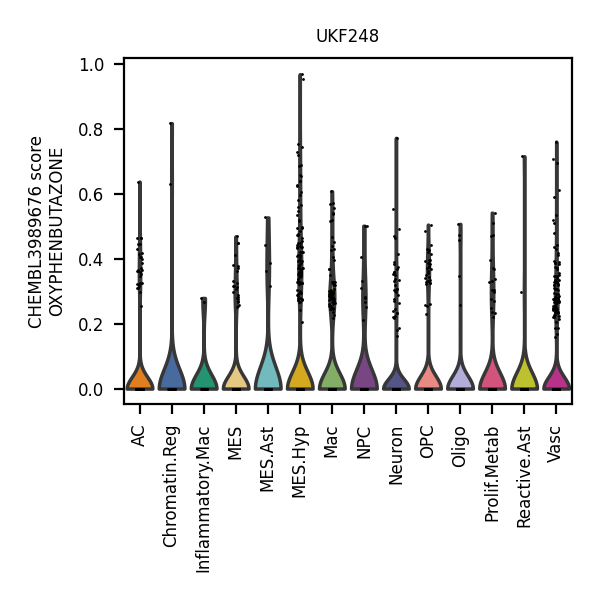 UKF248
CHEMBL3989676 score
OXYPHENBUTAZONE
1.0
0.8
0.6
0.4
0.2
0.0
AC
Chromatin.Reg
Inflammatory.Mac
MES
MES.Ast
MES.Hyp
Mac
NPC
Neuron
OPC
Oligo
Prolif.Metab
Reactive.Ast
Vasc